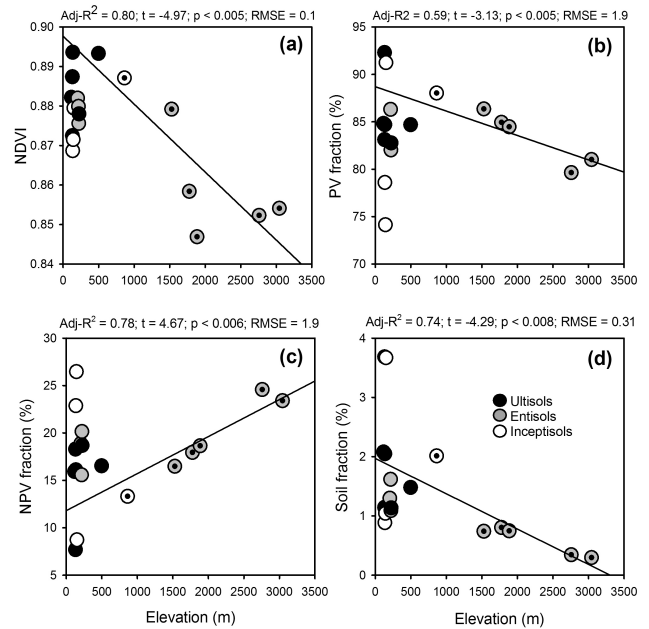 Adj-R² = 0.80; t = -4.97; p < 0.005; RMSE = 0.1
Adj-R2 = 0.59; t = -3.13; p < 0.005; RMSE = 1.9
(a)
0.90
0.89
0.88
0.87
0.86
0.85
0.84
NDVI
0 500 1000 1500 2000 2500 3000 3500
(b)
95
90
85
80
75
70
PV fraction (%)
0 500 1000 1500 2000 2500 3000 3500
Adj-R² = 0.78; t = 4.67; p < 0.006; RMSE = 1.9
Adj-R² = 0.74; t = -4.29; p < 0.008; RMSE = 0.31
(c)
30
25
20
15
10
5
NPV fraction (%)
0 500 1000 1500 2000 2500 3000 3500
Elevation (m)
(d)
4
3
2
1
0
Soil fraction (%)
Ultisols
Entisols
Inceptisols
0 500 1000 1500 2000 2500 3000 3500
Elevation (m)